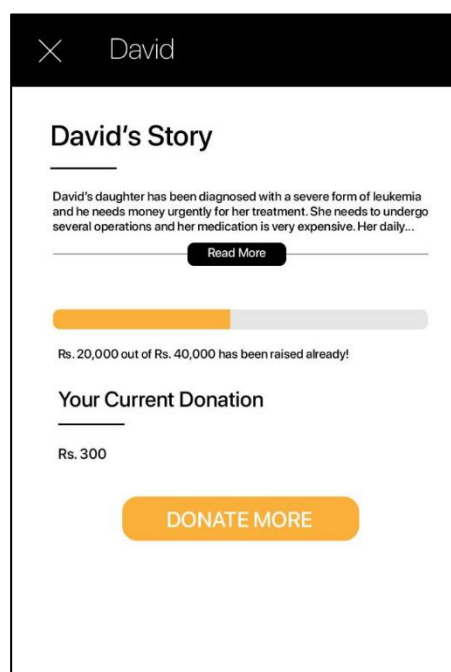 David
David's Story
David's daughter has been diagnosed with a severe form of leukemia
and he needs money urgently for her treatment. She needs to undergo
several operations and her medication is very expensive. Her daily...
Read More
Rs. 20,000 out of Rs. 40,000 has been raised already!
Your Current Donation
Rs. 300
DONATE MORE